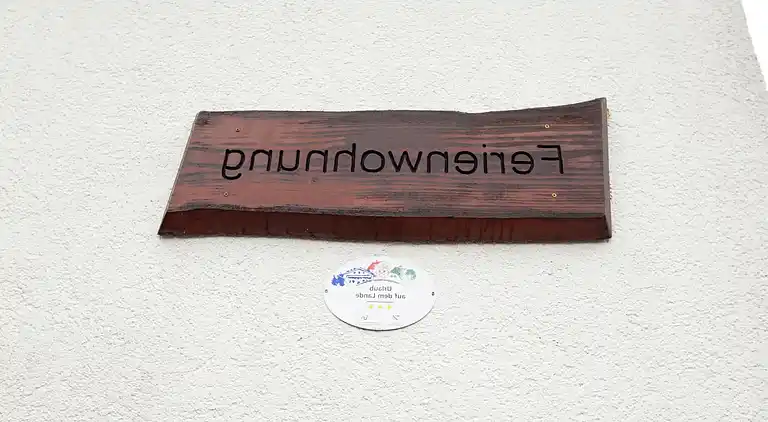 Ferienwohnung
Urlaub
auf dem Lande